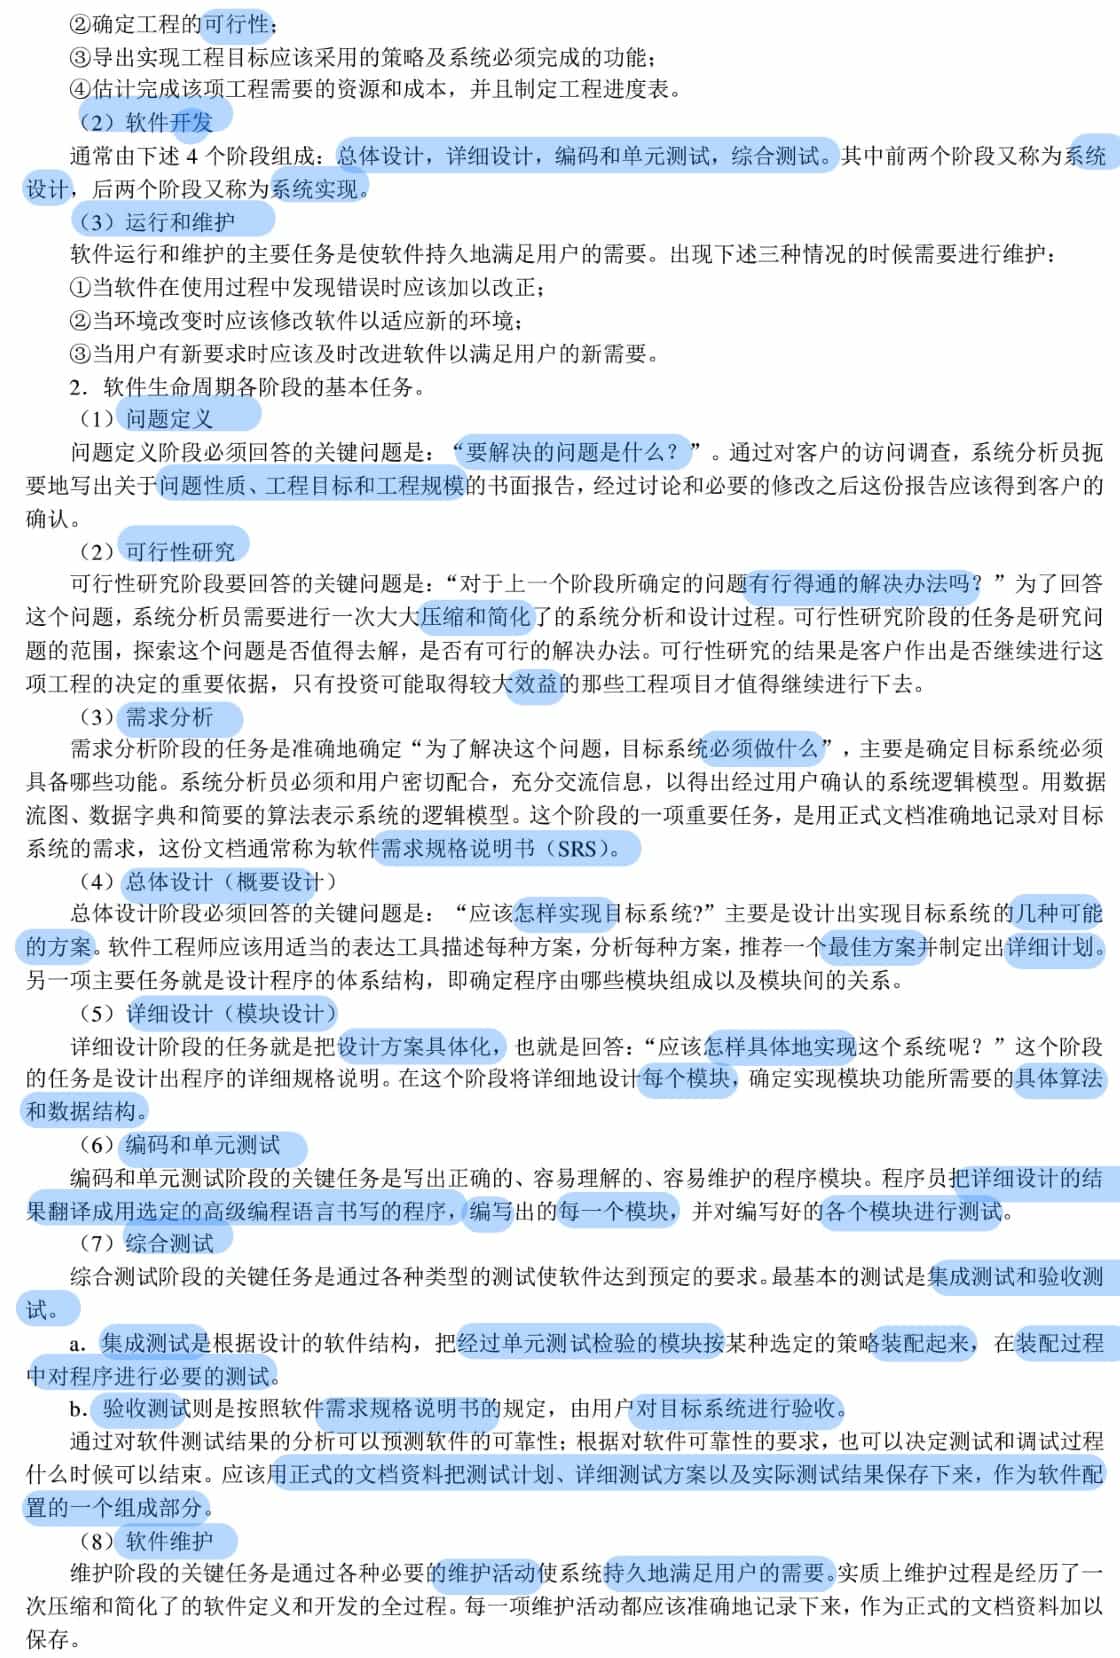 ②确定工程的可行性；
③导出实现工程目标应该采用的策略及系统必须完成的功能；
④估计完成该项工程需要的资源和成本，并且制定工程进度表。
（2）软件开发
通常由下述 4 个阶段组成：总体设计，详细设计，编码和单元测试，综合测试。其中前两个阶段又称为系统
设计，后两个阶段又称为系统实现。
（3）运行和维护
软件运行和维护的主要任务是使软件持久地满足用户的需要。出现下述三种情况的时候需要进行维护：
①当软件在使用过程中发现错误时应该加以改正；
②当环境改变时应该修改软件以适应新的环境；
③当用户有新要求时应该及时改进软件以满足用户的新需要。
2．软件生命周期各阶段的基本任务。
（1）问题定义
问题定义阶段必须回答的关键问题是：“要解决的问题是什么？”。通过对客户的访问调查，系统分析员扼
要地写出关于问题性质、工程目标和工程规模的书面报告，经过讨论和必要的修改之后这份报告应该得到客户的
确认。
（2）可行性研究
可行性研究阶段要回答的关键问题是：“对于上一个阶段所确定的问题有行得通的解决办法吗？”为了回答
这个问题，系统分析员需要进行一次大大压缩和简化了的系统分析和设计过程。可行性研究阶段的任务是研究问
题的范围，探索这个问题是否值得去解，是否有可行的解决办法。可行性研究的结果是客户作出是否继续进行这
项工程的决定的重要依据，只有投资可能取得较大效益的那些工程项目才值得继续进行下去。
（3）需求分析
需求分析阶段的任务是准确地确定“为了解决这个问题，目标系统必须做什么”，主要是确定目标系统必须
具备哪些功能。系统分析员必须和用户密切配合，充分交流信息，以得出经过用户确认的系统逻辑模型。用数据
流图、数据字典和简要的算法表示系统的逻辑模型。这个阶段的一项重要任务，是用正式文档准确地记录对目标
系统的需求，这份文档通常称为软件需求规格说明书（SRS）。
（4）总体设计（概要设计）
总体设计阶段必须回答的关键问题是：“应该怎样实现目标系统?”主要是设计出实现目标系统的几种可能
的方案。软件工程师应该用适当的表达工具描述每种方案，分析每种方案，推荐一个最佳方案并制定出详细计划。
另一项主要任务就是设计程序的体系结构，即确定程序由哪些模块组成以及模块间的关系。
（5）详细设计（模块设计）
详细设计阶段的任务就是把设计方案具体化，也就是回答：“应该怎样具体地实现这个系统呢？”这个阶段
的任务是设计出程序的详细规格说明。在这个阶段将详细地设计每个模块，确定实现模块功能所需要的具体算法
和数据结构。
（6）编码和单元测试
编码和单元测试阶段的关键任务是写出正确的、容易理解的、容易维护的程序模块。程序员把详细设计的结
果翻译成用选定的高级编程语言书写的程序，编写出的每一个模块，并对编写好的各个模块进行测试。
（7）综合测试
综合测试阶段的关键任务是通过各种类型的测试使软件达到预定的要求。最基本的测试是集成测试和验收测
试。
a．集成测试是根据设计的软件结构，把经过单元测试检验的模块按某种选定的策略装配起来，在装配过程
中对程序进行必要的测试。
b．验收测试则是按照软件需求规格说明书的规定，由用户对目标系统进行验收。
通过对软件测试结果的分析可以预测软件的可靠性；根据对软件可靠性的要求，也可以决定测试和调试过程
什么时候可以结束。应该用正式的文档资料把测试计划、详细测试方案以及实际测试结果保存下来，作为软件配
置的一个组成部分。
（8）软件维护
维护阶段的关键任务是通过各种必要的维护活动使系统持久地满足用户的需要。实质上维护过程是经历了一
次压缩和简化了的软件定义和开发的全过程。每一项维护活动都应该准确地记录下来，作为正式的文档资料加以
保存。